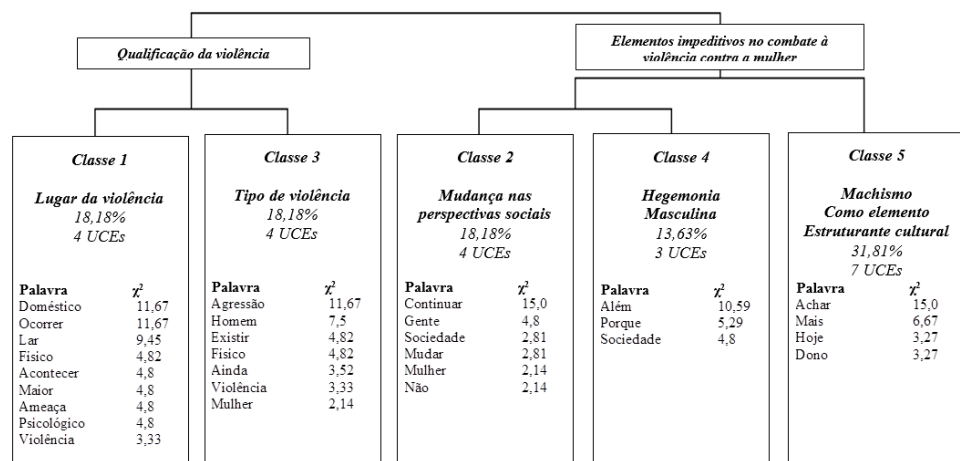 Qualificação da violência
Elementos impeditivos no combate à
violência contra a mulher
Classe 1
Lugar da violência
18,18%
4 UCEs
Palavra χ²
Doméstico 11,67
Ocorrer 11,67
Lar 9,45
Fisico 4,82
Acontecer 4,8
Maior 4,8
Ameaça 4,8
Psicológico 4,8
Violência 3,33
Classe 3
Tipo de violência
18,18%
4 UCEs
Palavra χ²
Agressão 11,67
Homem 7,5
Existir 4,82
Fisico 4,82
Ainda 3,52
Violência 3,33
Mulher 2,14
Classe 2
Mudança nas
perspectivas sociais
18,18%
4 UCEs
Palavra χ²
Continuar 15,0
Gente 4,8
Sociedade 2,81
Mudar 2,81
Mulher 2,14
Não 2,14
Classe 4
Hegemonia
Masculina
13,63%
3 UCEs
Palavra χ²
Além 10,59
Porque 5,29
Sociedade 4,8
Classe 5
Machismo
Como elemento
Estruturante cultural
31,81%
7 UCEs
Palavra χ²
Achar 15,0
Mais 6,67
Hoje 3,27
Dono 3,27